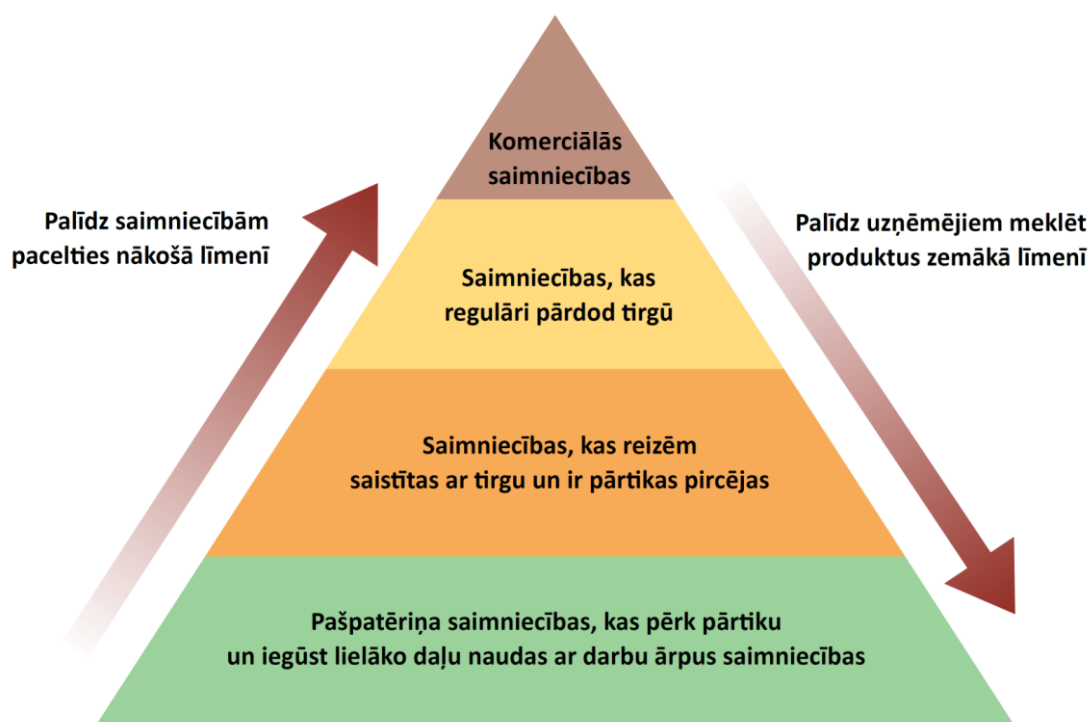 Komerciālās
saimniecības
Palīdz saimniecībām
pacelties nākošā līmenī
Palīdz uzņēmējiem meklēt
produktus zemākā līmenī
Saimniecības, kas
regulāri pārdod tirgū
Saimniecības, kas reizēm
saistītas ar tirgu un ir pārtikas pircējas
Pašpatēriņa saimniecības, kas pērk pārtiku
un iegūst lielāko daļu naudas ar darbu ārpus saimniecības